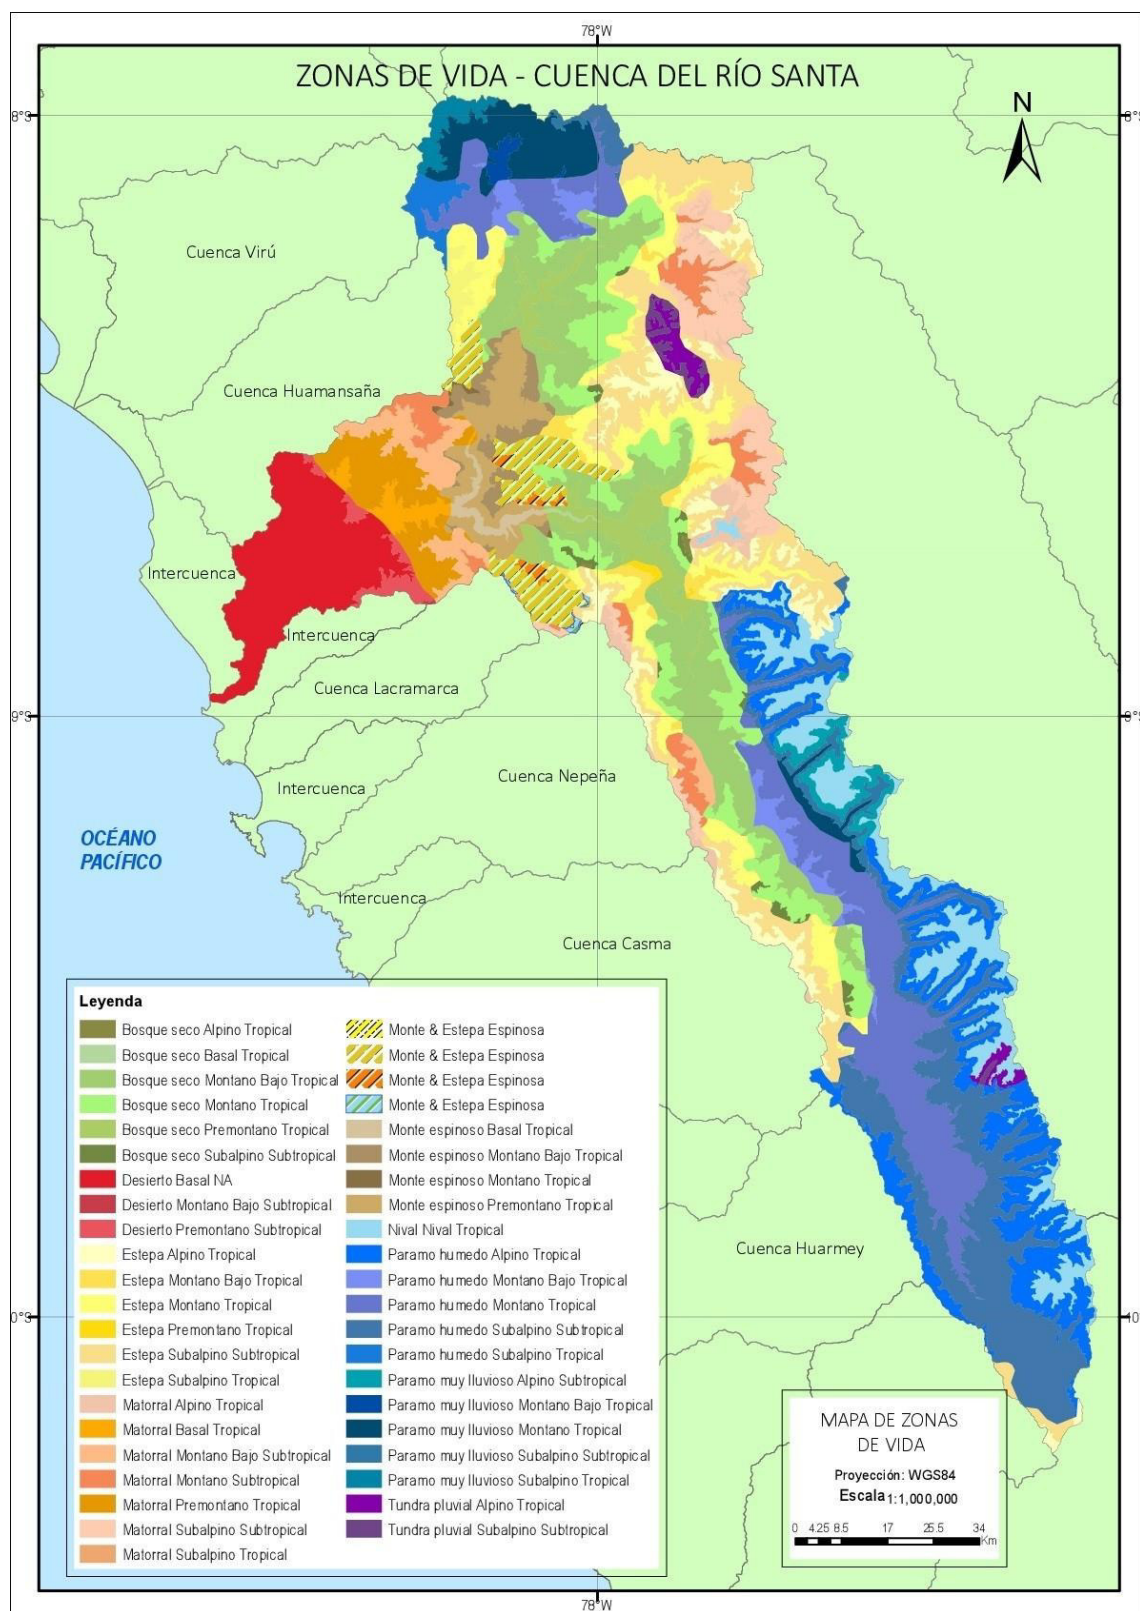 78°W
ZONAS DE VIDA - CUENCA DEL RÍO SANTA
N
8°S
8°S
Cuenca Virú
Cuenca Huamansaña
Intercuenca
Intercuenca
Cuenca Lacramarca
9°S
9°S
Cuenca Nepeña
Intercuenca
OCÉANO
PACÍFICO
Intercuenca
Cuenca Casma
Cuenca Huarmey
Leyenda
Bosque seco Alpino Tropical
Bosque seco Basal Tropical
Bosque seco Montano Bajo Tropical
Bosque seco Montano Tropical
Bosque seco Premontano Tropical
Bosque seco Subalpino Subtropical
Desierto Basal NA
Desierto Montano Bajo Subtropical
Desierto Premontano Subtropical
Estepa Alpino Tropical
Estepa Montano Bajo Tropical
Estepa Montano Tropical
Estepa Premontano Tropical
Estepa Subalpino Subtropical
Estepa Subalpino Tropical
Matorral Alpino Tropical
Matorral Basal Tropical
Matorral Montano Bajo Subtropical
Matorral Montano Subtropical
Matorral Premontano Tropical
Matorral Subalpino Subtropical
Matorral Subalpino Tropical
Monte & Estepa Espinosa
Monte & Estepa Espinosa
Monte & Estepa Espinosa
Monte & Estepa Espinosa
Monte espinoso Basal Tropical
Monte espinoso Montano Bajo Tropical
Monte espinoso Montano Tropical
Monte espinoso Premontano Tropical
Nival Nival Tropical
Paramo humedo Alpino Tropical
Paramo humedo Montano Bajo Tropical
Paramo humedo Montano Tropical
Paramo humedo Subalpino Subtropical
Paramo humedo Subalpino Tropical
Paramo muy lluvioso Alpino Subtropical
Paramo muy lluvioso Montano Bajo Tropical
Paramo muy lluvioso Montano Tropical
Paramo muy lluvioso Subalpino Subtropical
Paramo muy lluvioso Subalpino Tropical
Tundra pluvial Alpino Tropical
Tundra pluvial Subalpino Subtropical
MAPA DE ZONAS
DE VIDA
Proyección: WGS84
Escala 1:1,000,000
0 4.25 8.5 17 25.5 34
Km
78°W